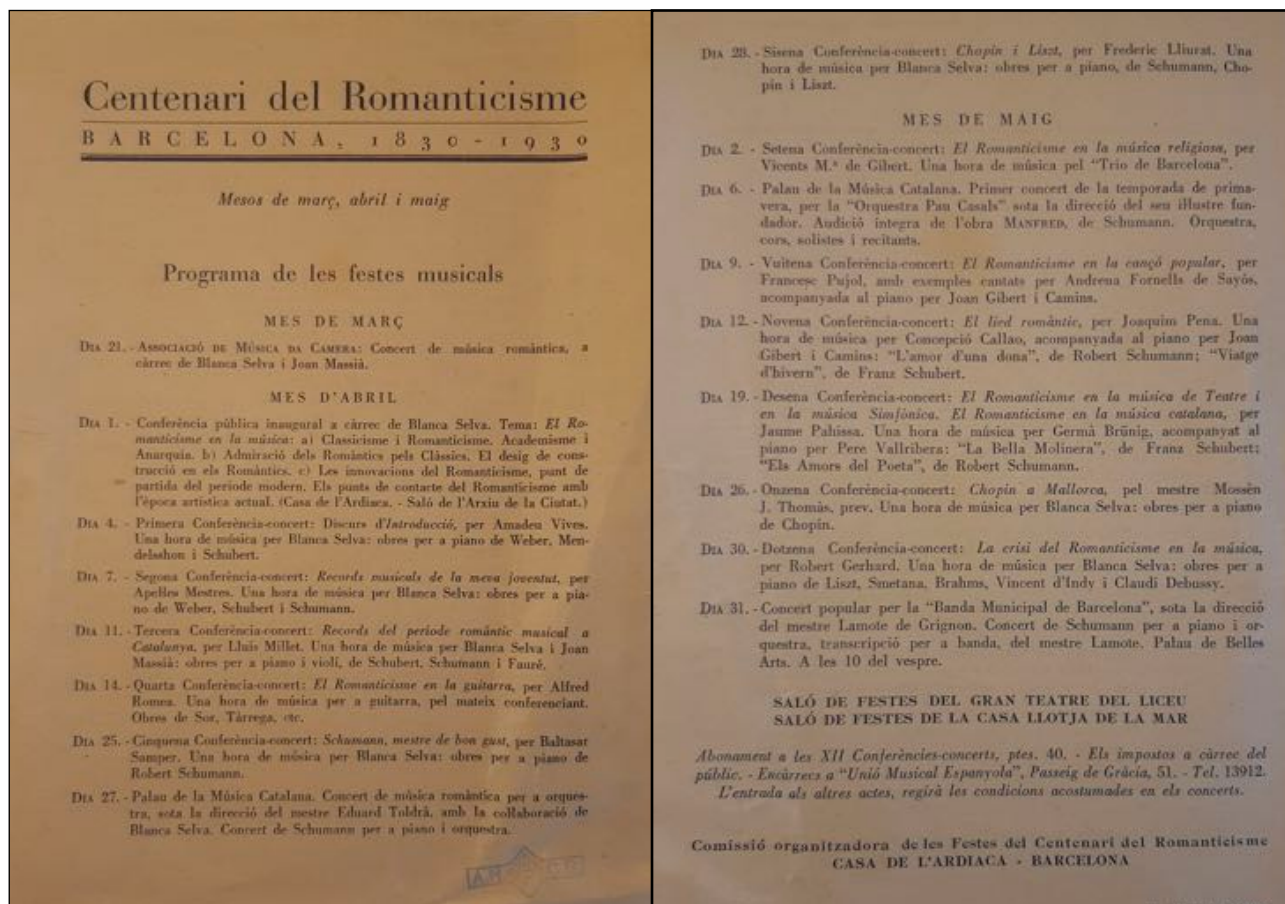 Centenari del Romanticisme
BARCELONA, 1830-1930
Mesos de març, abril i maig
Programa de les festes musicals
MES DE MARÇ
DIA 21. - ASSOCIACIÓ DE MÚSICA DA CAMERA: Concert de música romàntica, a
càrrec de Blanca Selva i Joan Massià.
MES D'ABRIL
DIA 1. - Conferència pública inaugural a càrrec de Blanca Selva. Tema: El Ro-
manticisme en la música: a) Classicisme i Romanticisme. Academisme i
Anarquia. b) Admiració dels Romàntics pels Clàssics. El desig de cons-
trucció en els Romàntics. c) Les innovacions del Romanticisme, punt de
partida del període modern. Els punts de contacte del Romanticisme amb
l'època artística actual. (Casa de l'Ardiaca. - Saló de l'Arxiu de la Ciutat.)
DIA 4. - Primera Conferència-concert: Discurs d'Introducció, per Amadeu Vives.
Una hora de música per Blanca Selva: obres per a piano de Weber, Men-
delsshon i Schubert.
DIA 7. - Segona Conferència-concert: Records musicals de la meva joventut, per
Apelles Mestres. Una hora de música per Blanca Selva: obres per a pia-
no de Weber, Schubert i Schumann.
DIA 11. - Tercera Conferència-concert: Records del període romàntic musical a
Catalunya, per Lluís Millet. Una hora de música per Blanca Selva i Joan
Massià: obres per a piano i violí, de Schubert, Schumann i Fauré.
DIA 14. - Quarta Conferència-concert: El Romanticisme en la guitarra, per Alfred
Romea. Una hora de música per a guitarra, pel mateix conferenciant.
Obres de Sor, Tàrrega, etc.
DIA 25. - Cinquena Conferència-concert: Schumann, mestre de bon gust, per Baltasar
Samper. Una hora de música per Blanca Selva: obres per a piano de
Robert Schumann.
DIA 27. - Palau de la Música Catalana. Concert de música romàntica per a orques-
tra, sota la direcció del mestre Eduard Toldrà, amb la collaboració de
Blanca Selva. Concert de Schumann per a piano i orquestra.
DIA 28. - Sisena Conferència-concert: Chopin i Liszt, per Frederic Lliurat. Una
hora de música per Blanca Selva: obres per a piano, de Schumann, Cho-
pin i Liszt.
MES DE MAIG
DIA 2. - Setena Conferència-concert: El Romanticisme en la música religiosa, per
Vicents M.ª de Gibert. Una hora de música pel "Trio de Barcelona".
DIA 6. - Palau de la Música Catalana. Primer concert de la temporada de prima-
vera, per la "Orquestra Pau Casals" sota la direcció del seu illustre fun-
dador. Audició íntegra de l'obra MANFRED, de Schumann. Orquestra,
cors, solistes i recitants.
DIA 9. - Vuitena Conferència-concert: El Romanticisme en la cançó popular, per
Francesc Pujol, amb exemples cantats per Andreua Fornells de Sayós,
acompanyada al piano per Joan Gibert i Camins.
DIA 12. - Novena Conferència-concert: El lied romàntic, per Joaquim Pena. Una
hora de música per Concepció Callao, acompanyada al piano per Joan
Gibert i Camins: "L'amor d'una dona", de Robert Schumann; "Viatge
d'hivern", de Franz Schubert.
DIA 19. - Desena Conferència-concert: El Romanticisme en la música de Teatre i
en la música Simfònica. El Romanticisme en la música catalana, per
Jaume Pahissa. Una hora de música per Germà Brünig, acompanyat al
piano per Pere Vallribera: "La Bella Molinera", de Franz Schubert;
"Els Amors del Poeta", de Robert Schumann.
DIA 26. - Onzena Conferència-concert: Chopin a Mallorca, pel mestre Mossèn
J. Thomàs, prev. Una hora de música per Blanca Selva: obres per a piano
de Chopin.
DIA 30. - Dotzena Conferència-concert: La crisi del Romanticisme en la música,
per Robert Gerhard. Una hora de música per Blanca Selva: obres per a
piano de Liszt, Smetana, Brahms, Vincent d'Indy i Claudi Debussy.
DIA 31. - Concert popular per la "Banda Municipal de Barcelona", sota la direcció
del mestre Lamote de Grignon. Concert de Schumann per a piano i or-
questra, transcripció per a banda, del mestre Lamote. Palau de Belles
Arts. A les 10 del vespre.
SALÓ DE FESTES DEL GRAN TEATRE DEL LICEU
SALÓ DE FESTES DE LA CASA LLOTJA DE LA MAR
Abonament a les XII Conferències-concerts, ptes. 40. - Els impostos a càrrec del
públic. - Encàrrecs a "Unió Musical Espanyola", Passeig de Gràcia, 51. - Tel. 13912.
L'entrada als altres actes, regirà les condicions acostumades en els concerts.
Comissió organitzadora de les Festes del Centenari del Romanticisme
CASA DE L'ARDIACA - BARCELONA